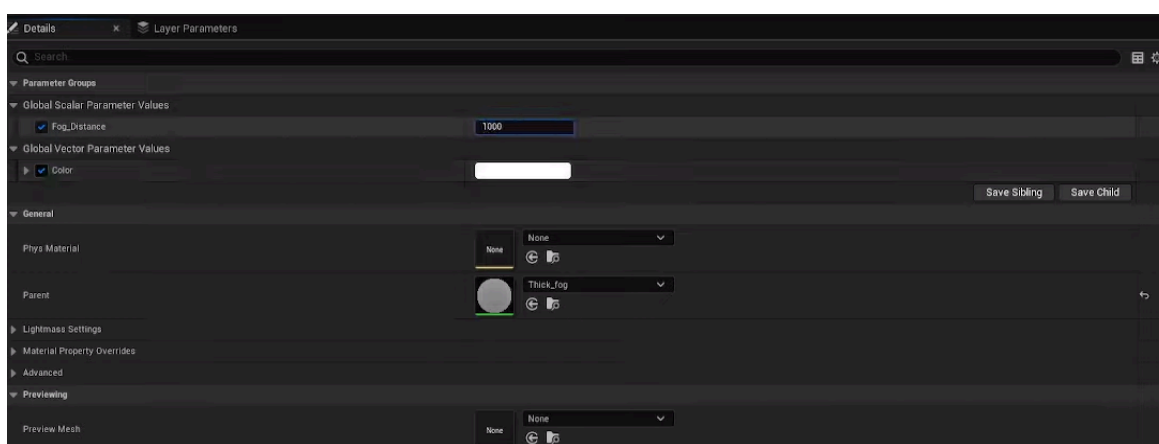 Details
Layer Parameters
Search
Parameter Groups
Global Scalar Parameter Values
Fog_Distance
1000
Global Vector Parameter Values
Color
Save Sibling
Save Child
General
Phys Material
None
None
Parent
Thick_fog
Lightmass Settings
Material Property Overrides
Advanced
Previewing
Preview Mesh
None
None